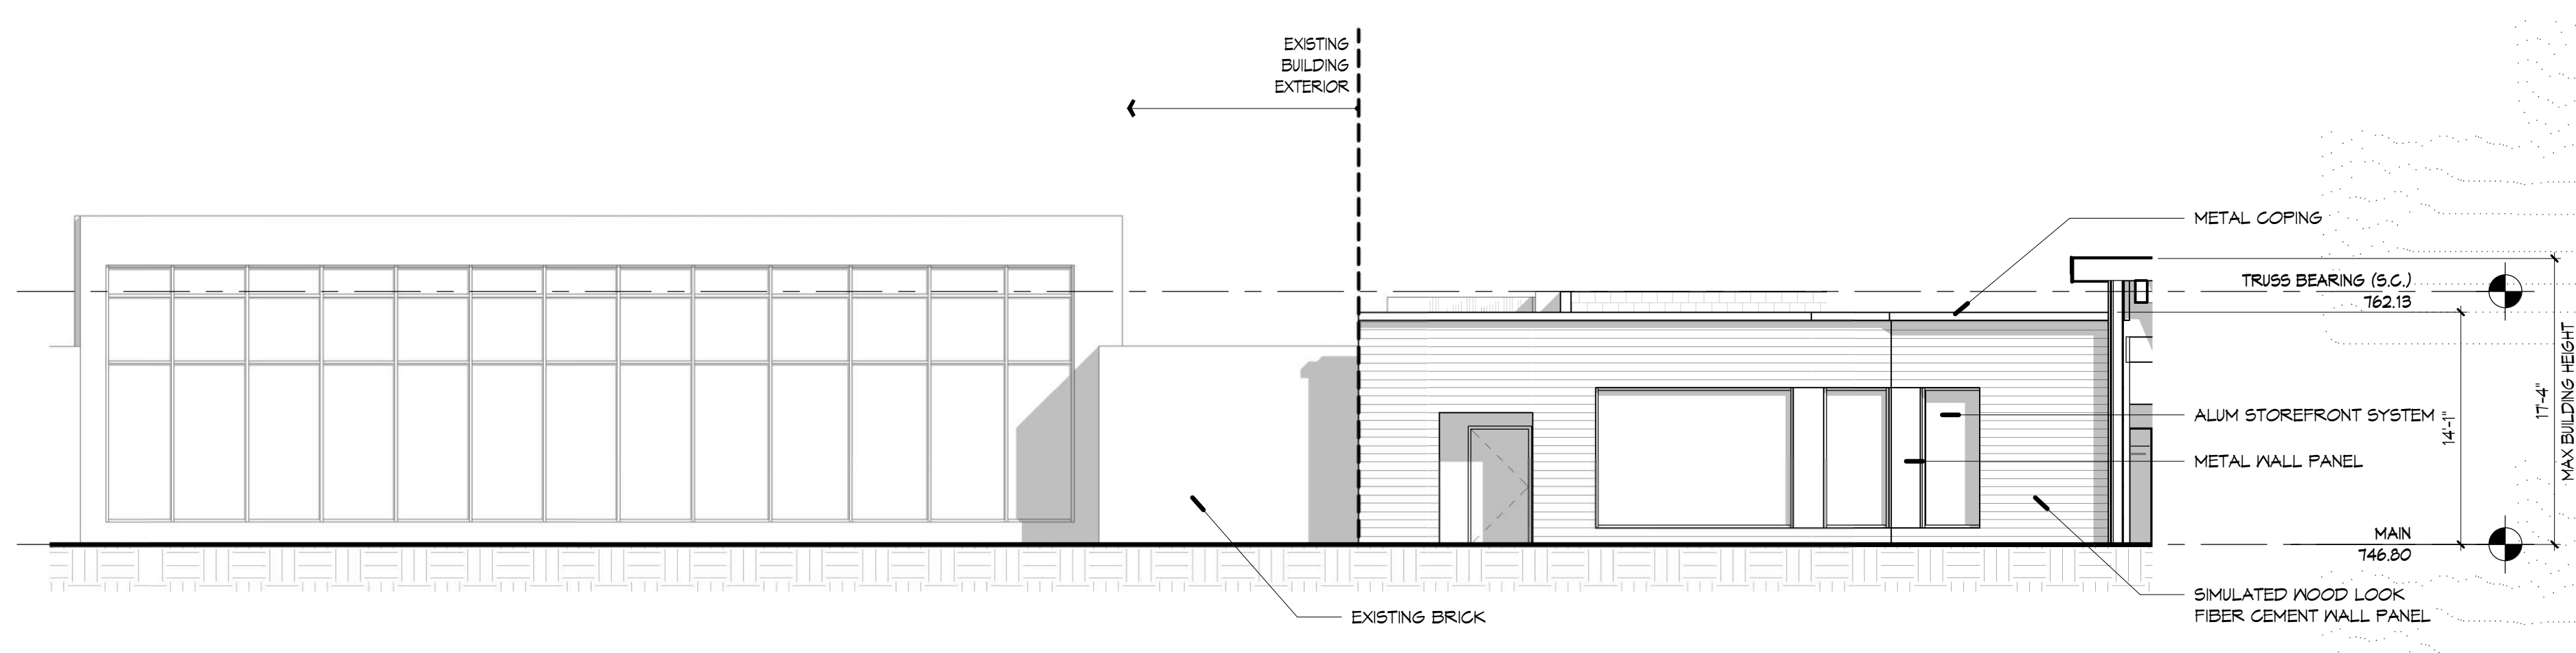 EXISTING
BUILDING
EXTERIOR
METAL COPING
TRUSS BEARING (S.C.)
762.13
ALUM STOREFRONT SYSTEM
METAL WALL PANEL
14'-1"
17'-4"
MAX BUILDING HEIGHT
MAIN
746.80
SIMULATED WOOD LOOK
FIBER CEMENT WALL PANEL
EXISTING BRICK